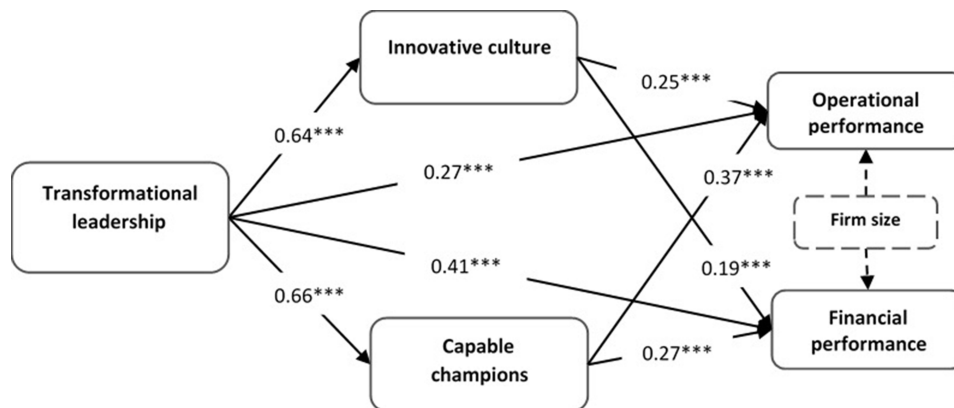 Innovative culture
0.25***
Operational
performance
0.64***
0.27***
0.37***
Transformational
leadership
Firm size
0.41***
0.19***
0.66***
Capable
champions
0.27***
Financial
performance